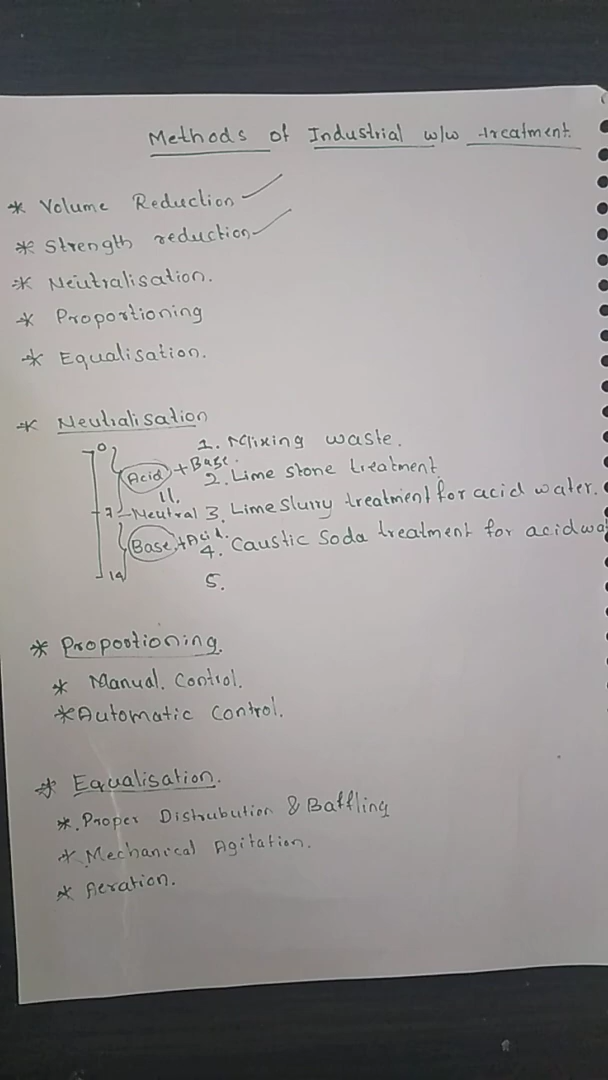 Methods of Industrial w/w treatment
* Volume Reduction
* Strength reduction
* Neutralisation.
* Proportioning
* Equalisation.
* Neutralisation
0
1. Mixing waste.
Acid + Base.
2. Lime stone treatment
11.
7 Neutral 3. Lime slurry treatment for acid water.
Base + Acid.
4. Caustic Soda treatment for acidwa
14
5.
* Propostioning.
* Manual. Control.
* Automatic Control.
* Equalisation.
*. Proper Distrubution & Baffling
* Mechanical Agitation.
* Aeration.